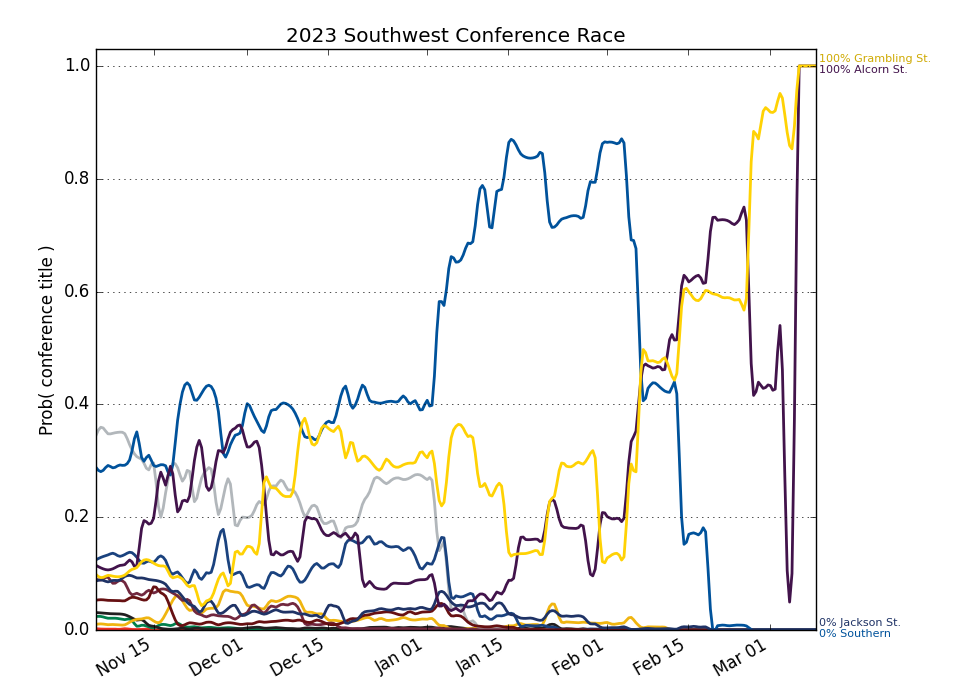 2023 Southwest Conference Race
Prob( conference title )
1.0
0.8
0.6
0.4
0.2
0.0
Nov 15
Dec 01
Dec 15
Jan 01
Jan 15
Feb 01
Feb 15
Mar 01
100% Grambling St.
100% Alcorn St.
0% Jackson St.
0% Southern